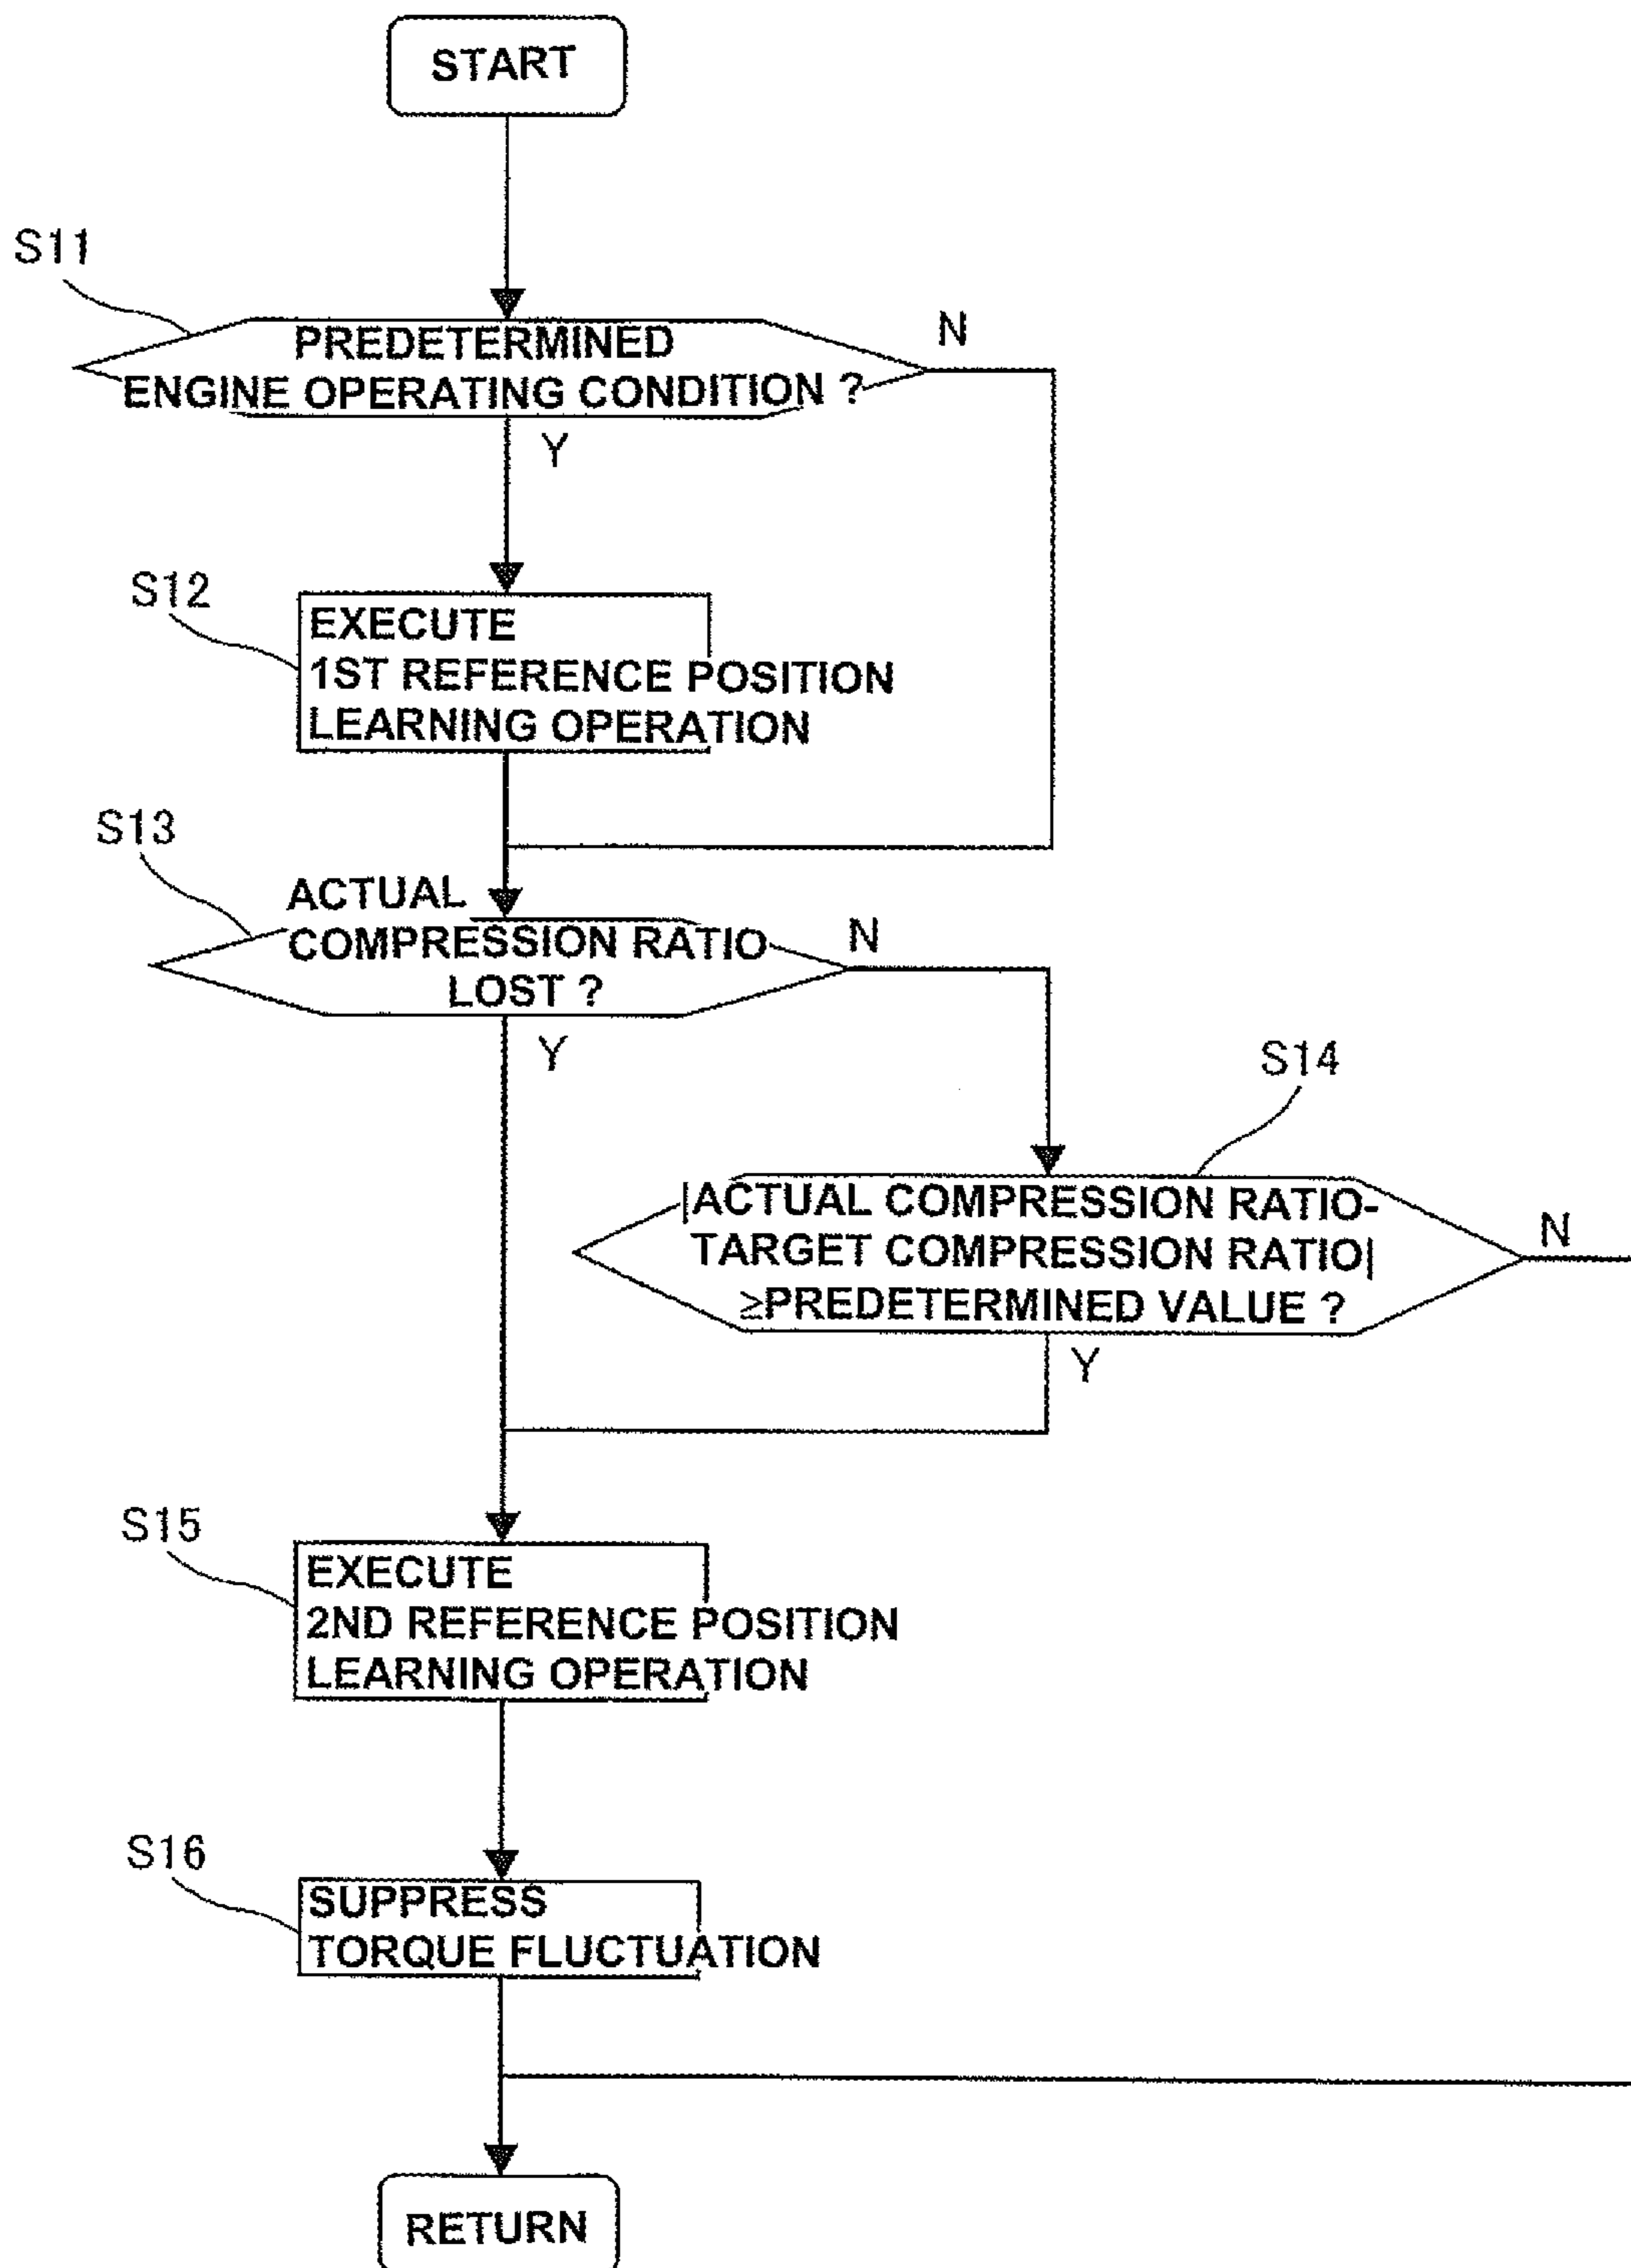 START
S11
PREDETERMINED
ENGINE OPERATING CONDITION ?
N
Y
S12
EXECUTE
1ST REFERENCE POSITION
LEARNING OPERATION
S13
ACTUAL
COMPRESSION RATIO
LOST ?
N
Y
S14
|ACTUAL COMPRESSION RATIO-
TARGET COMPRESSION RATIO|
≥PREDETERMINED VALUE ?
N
Y
S15
EXECUTE
2ND REFERENCE POSITION
LEARNING OPERATION
S16
SUPPRESS
TORQUE FLUCTUATION
RETURN